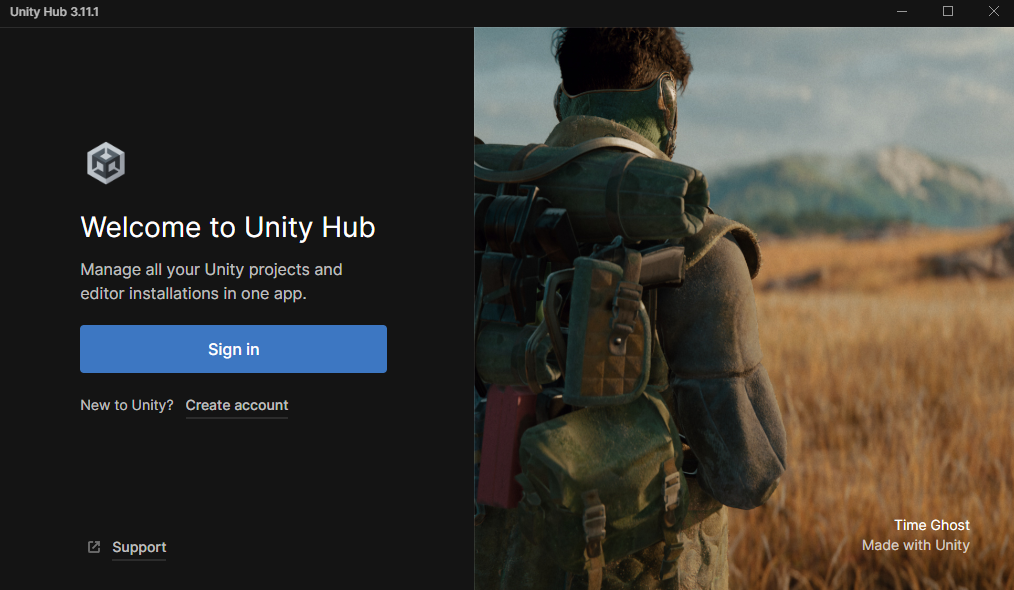 Unity Hub 3.11.1
Welcome to Unity Hub
Manage all your Unity projects and
editor installations in one app.
Sign in
New to Unity? Create account
Support
Time Ghost
Made with Unity